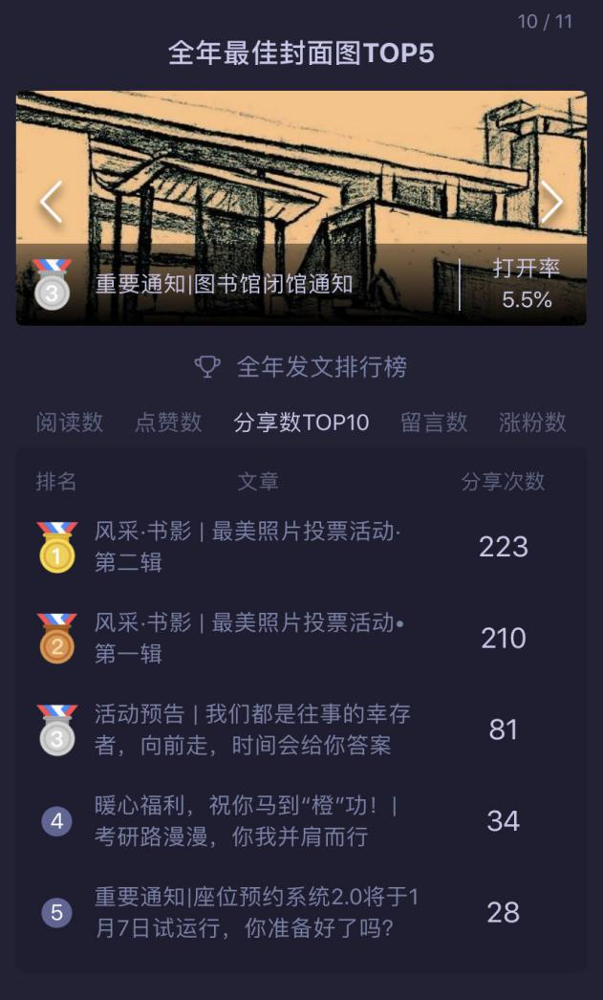 10 / 11
全年最佳封面图TOP5
3
重要通知|图书馆闭馆通知
打开率
5.5%
全年发文排行榜
阅读数 点赞数 分享数TOP10 留言数 涨粉数
排名 文章 分享次数
1
风采·书影 | 最美照片投票活动·
第二辑
223
2
风采·书影 | 最美照片投票活动•
第一辑
210
3
活动预告 | 我们都是往事的幸存
者，向前走，时间会给你答案
81
4
暖心福利，祝你马到“橙”功！|
考研路漫漫，你我并肩而行
34
5
重要通知|座位预约系统2.0将于1
月7日试运行，你准备好了吗?
28